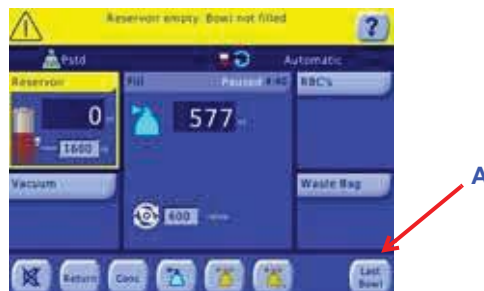 Reservoir empty. Bowl not filled
?
Pstd
Automatic
Reservoir
Fill
Paused
RBC's
0
577
1600
Vacuum
Waste Bag
600
A
Return
Conc
Last
Bowl